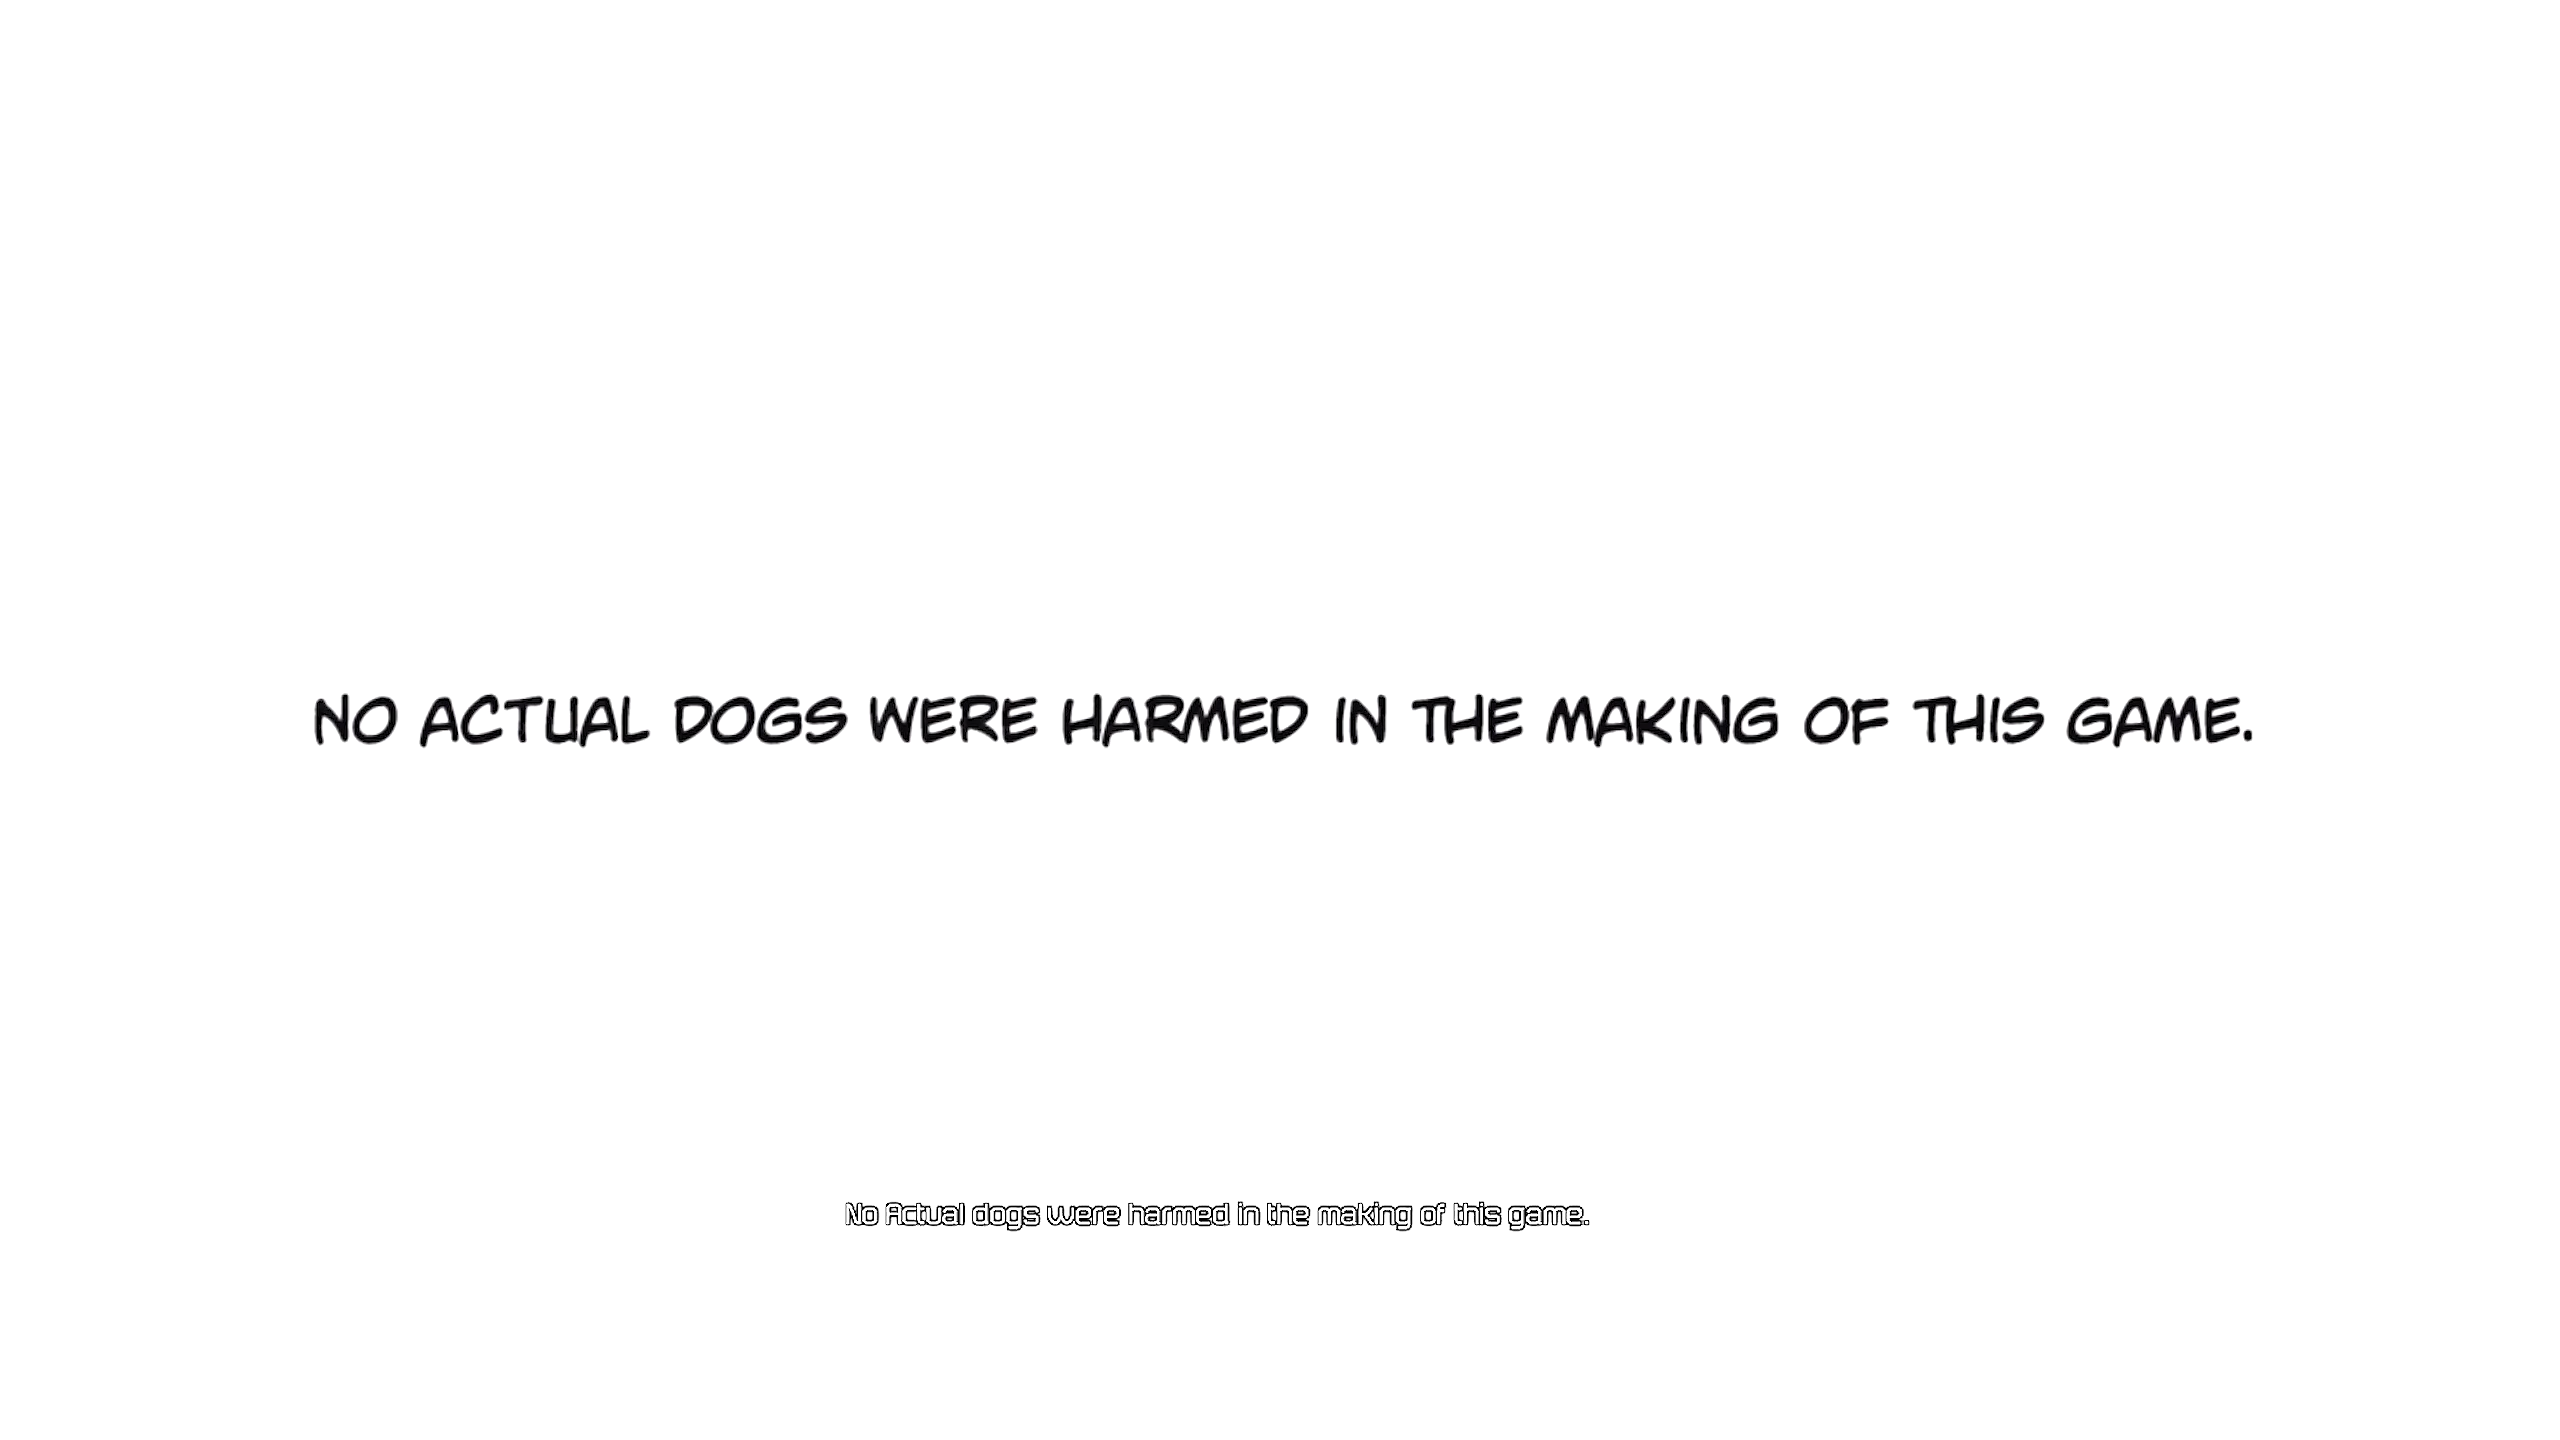 NO ACTUAL DOGS WERE HARMED IN THE MAKING OF THIS GAME.
No Actual dogs were harmed in the making of this game.